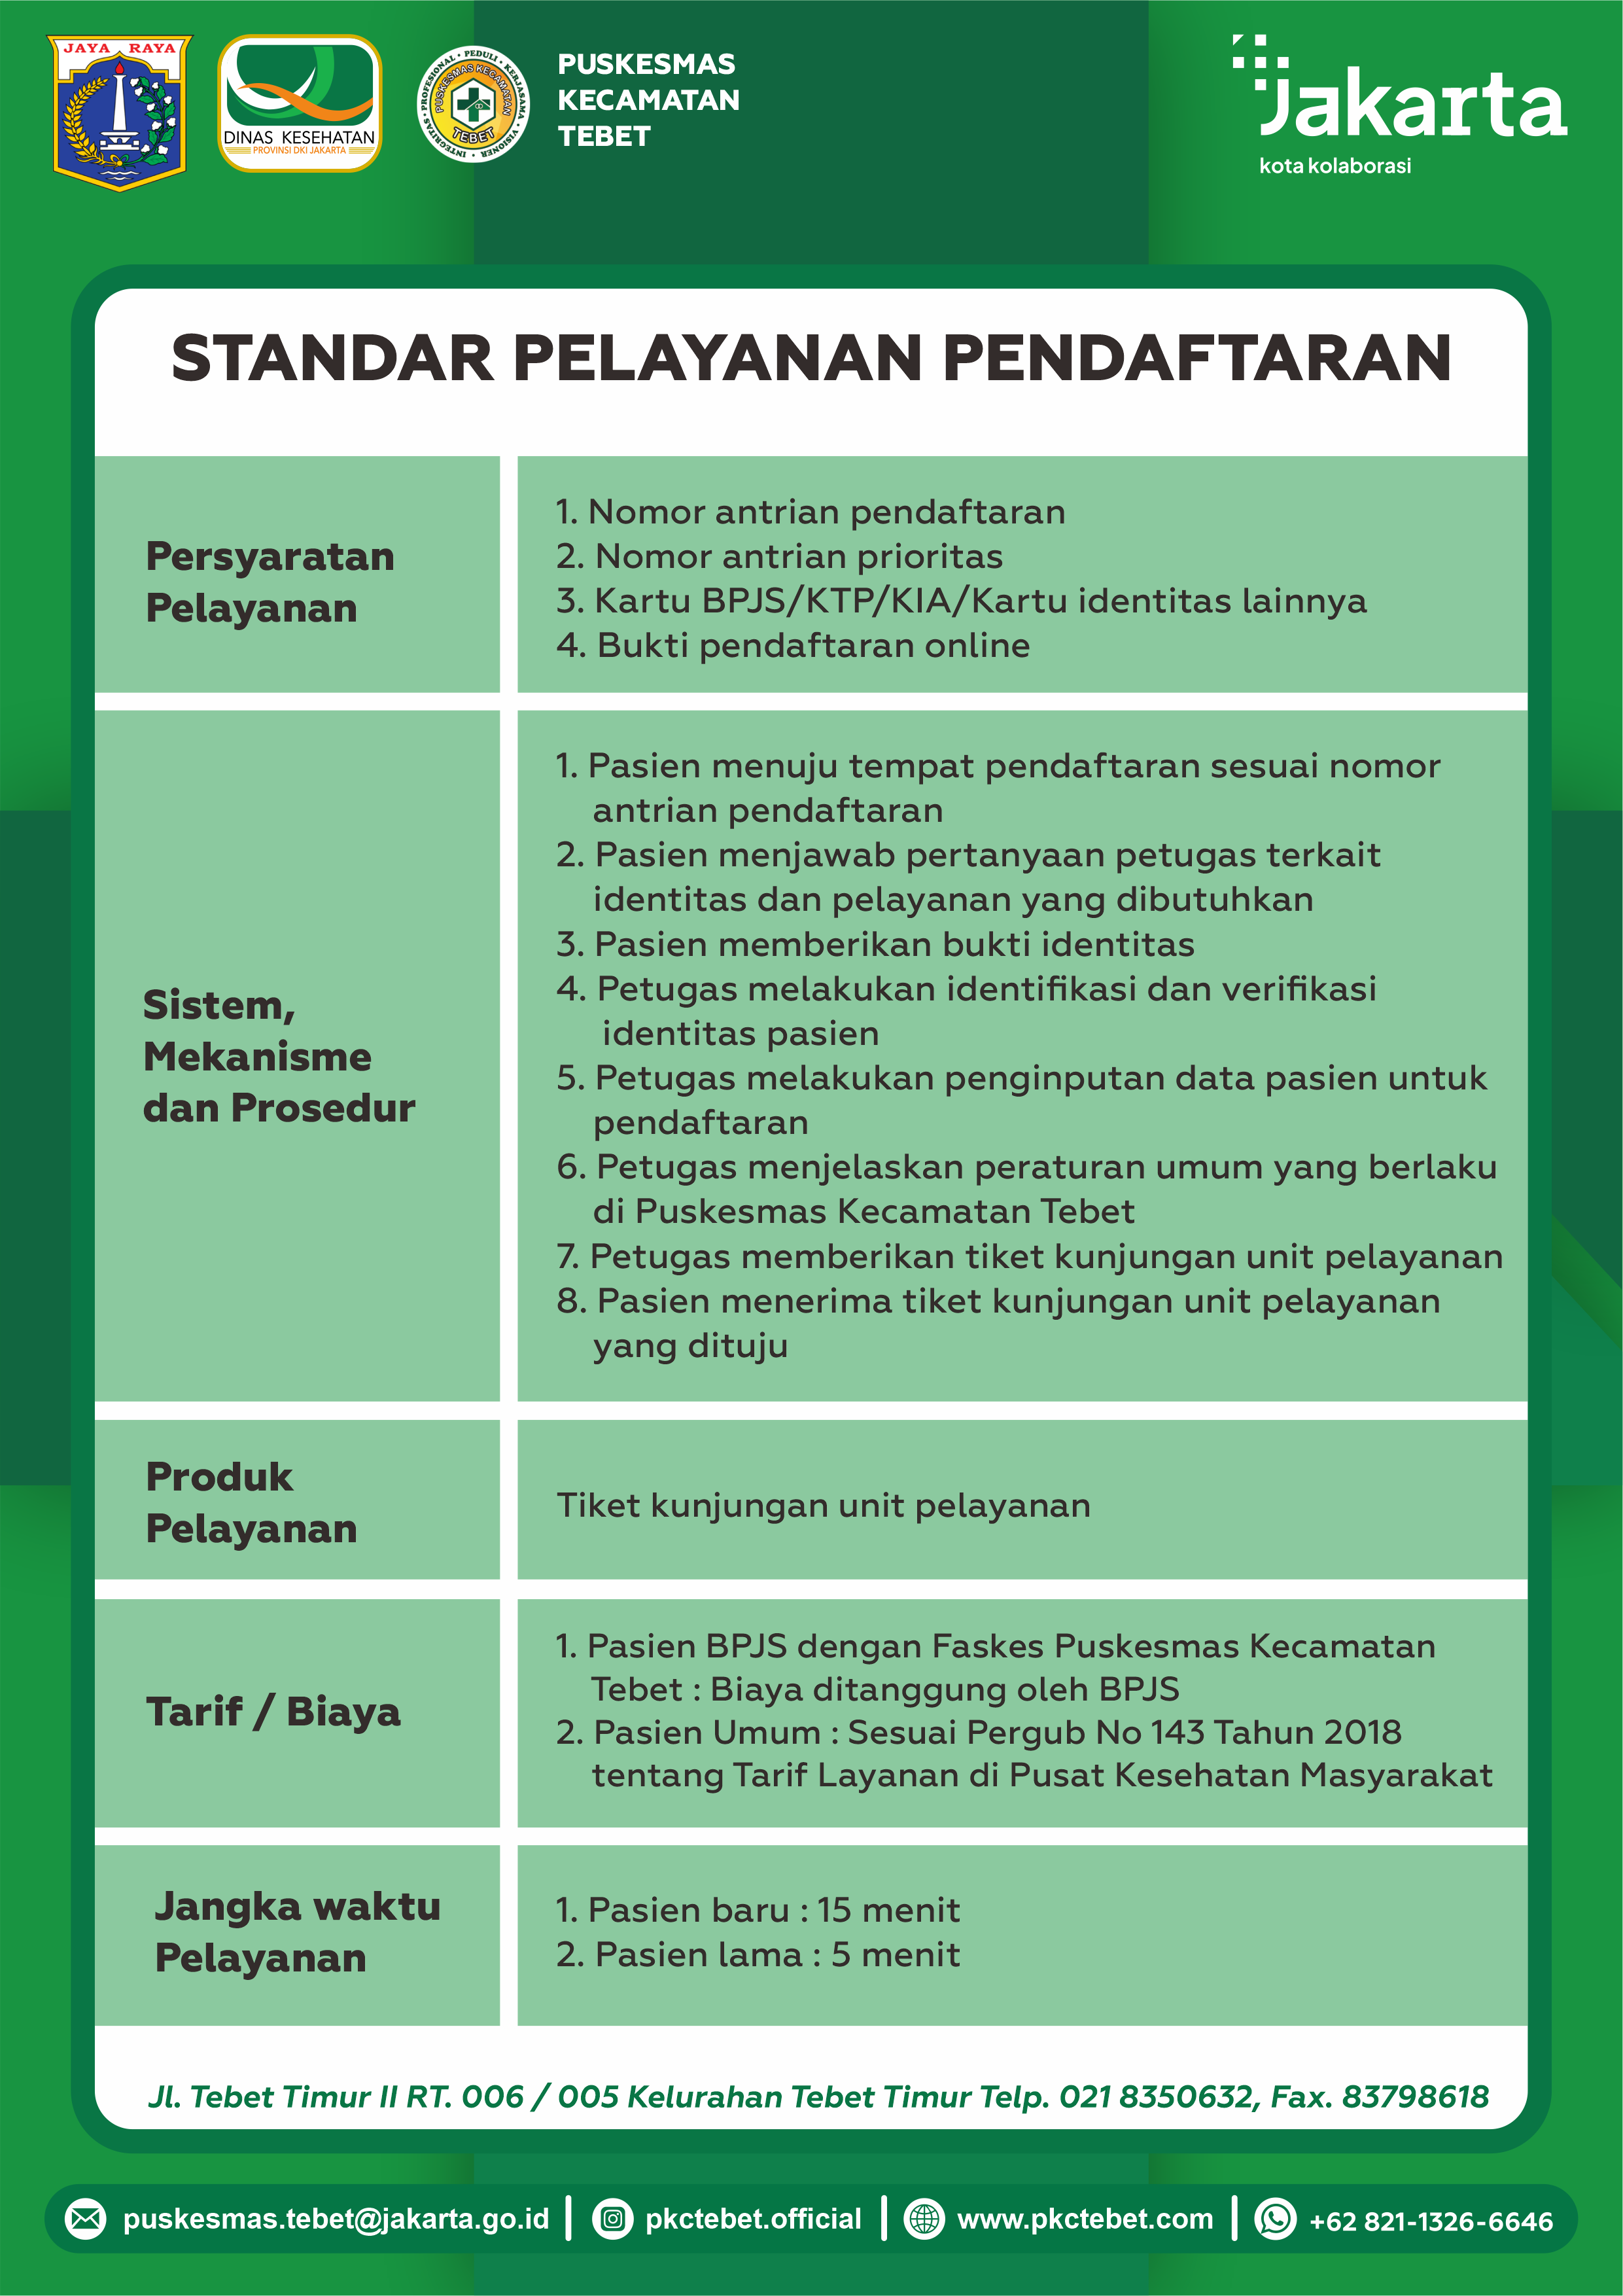 JAYA RAYA
DINAS KESEHATAN
PROVINSI DKI JAKARTA
PROFESIONAL • PEDULI • KERJASAMA • VISIONER • INTEGRITAS •
PUSKESMAS KECAMATAN
TEBET
PUSKESMAS
KECAMATAN
TEBET
Jakarta
kota kolaborasi
STANDAR PELAYANAN PENDAFTARAN
Persyaratan
Pelayanan
1. Nomor antrian pendaftaran
2. Nomor antrian prioritas
3. Kartu BPJS/KTP/KIA/Kartu identitas lainnya
4. Bukti pendaftaran online
Sistem,
Mekanisme
dan Prosedur
1. Pasien menuju tempat pendaftaran sesuai nomor
antrian pendaftaran
2. Pasien menjawab pertanyaan petugas terkait
identitas dan pelayanan yang dibutuhkan
3. Pasien memberikan bukti identitas
4. Petugas melakukan identifikasi dan verifikasi
identitas pasien
5. Petugas melakukan penginputan data pasien untuk
pendaftaran
6. Petugas menjelaskan peraturan umum yang berlaku
di Puskesmas Kecamatan Tebet
7. Petugas memberikan tiket kunjungan unit pelayanan
8. Pasien menerima tiket kunjungan unit pelayanan
yang dituju
Produk
Pelayanan
Tiket kunjungan unit pelayanan
Tarif / Biaya
1. Pasien BPJS dengan Faskes Puskesmas Kecamatan
Tebet : Biaya ditanggung oleh BPJS
2. Pasien Umum : Sesuai Pergub No 143 Tahun 2018
tentang Tarif Layanan di Pusat Kesehatan Masyarakat
Jangka waktu
Pelayanan
1. Pasien baru : 15 menit
2. Pasien lama : 5 menit
Jl. Tebet Timur II RT. 006 / 005 Kelurahan Tebet Timur Telp. 021 8350632, Fax. 83798618
puskesmas.tebet@jakarta.go.id | pkctebet.official | www.pkctebet.com | +62 821-1326-6646